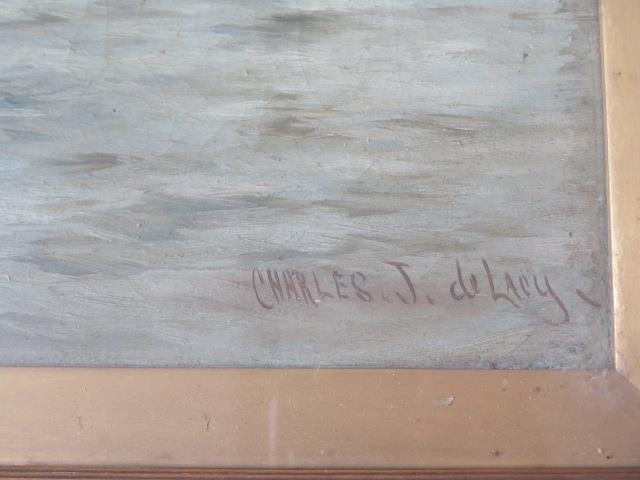 CHARLES. J. de Lacy.